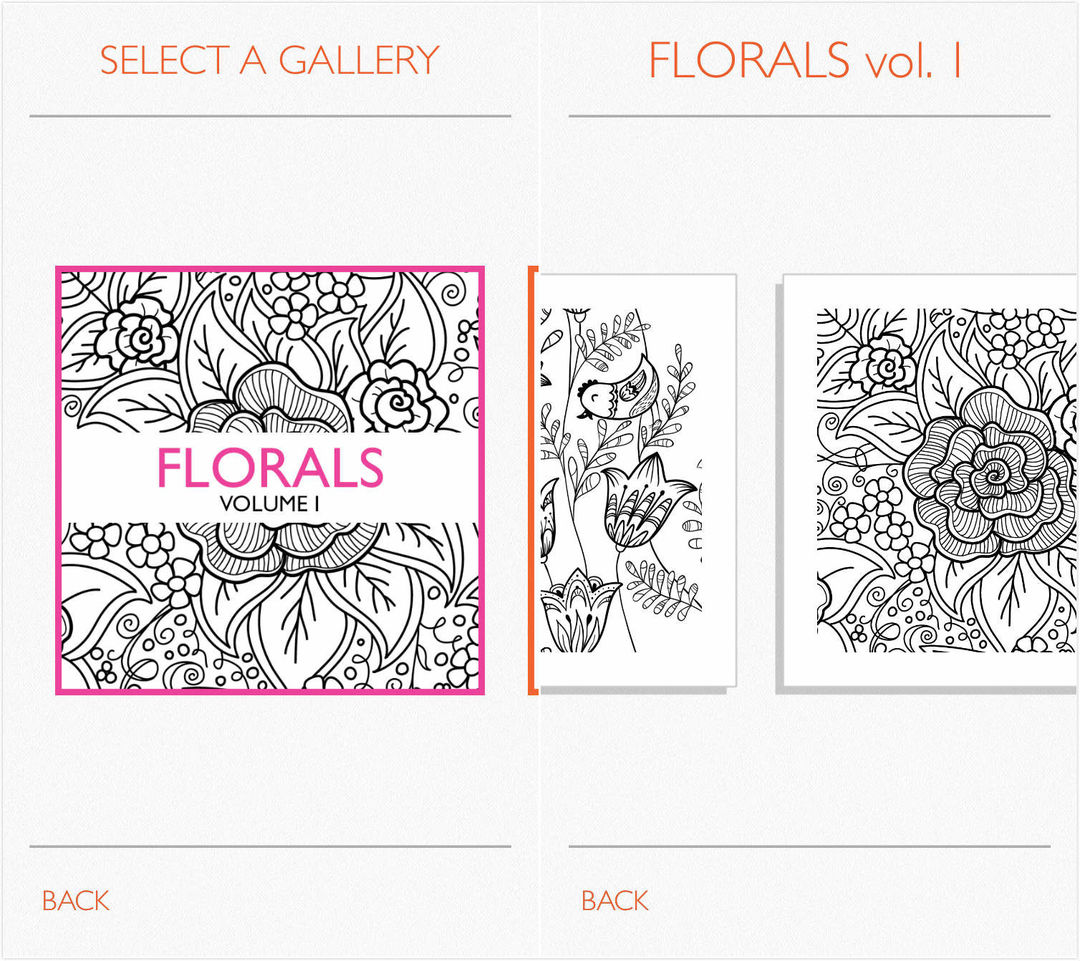 SELECT A GALLERY
FLORALS
VOLUME I
BACK
FLORALS vol. I
BACK